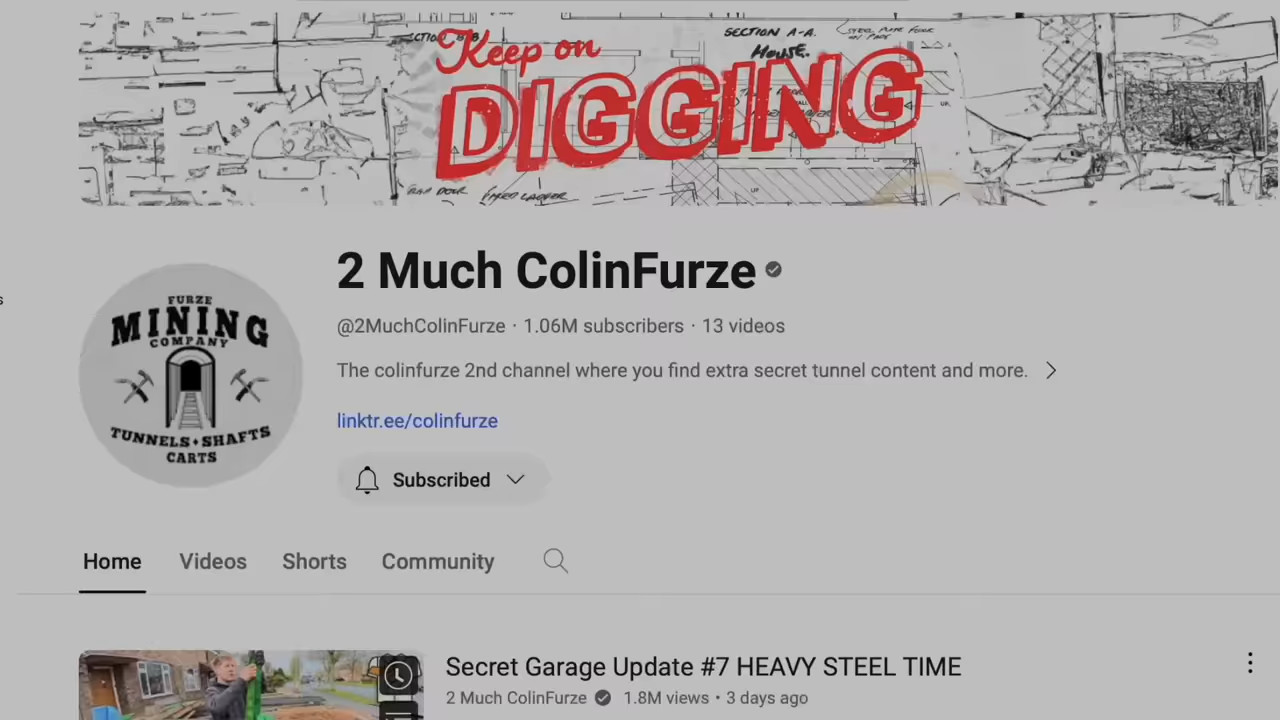 Keep on
DIGGING
SECTION A-A.
HOUSE.
UP
UP
2 Much ColinFurze
@2MuchColinFurze · 1.06M subscribers · 13 videos
The colinfurze 2nd channel where you find extra secret tunnel content and more.
linktr.ee/colinfurze
Subscribed
FURZE
MINING
COMPANY
TUNNELS • SHAFTS
CARTS
Home Videos Shorts Community
Secret Garage Update #7 HEAVY STEEL TIME
2 Much ColinFurze 1.8M views • 3 days ago